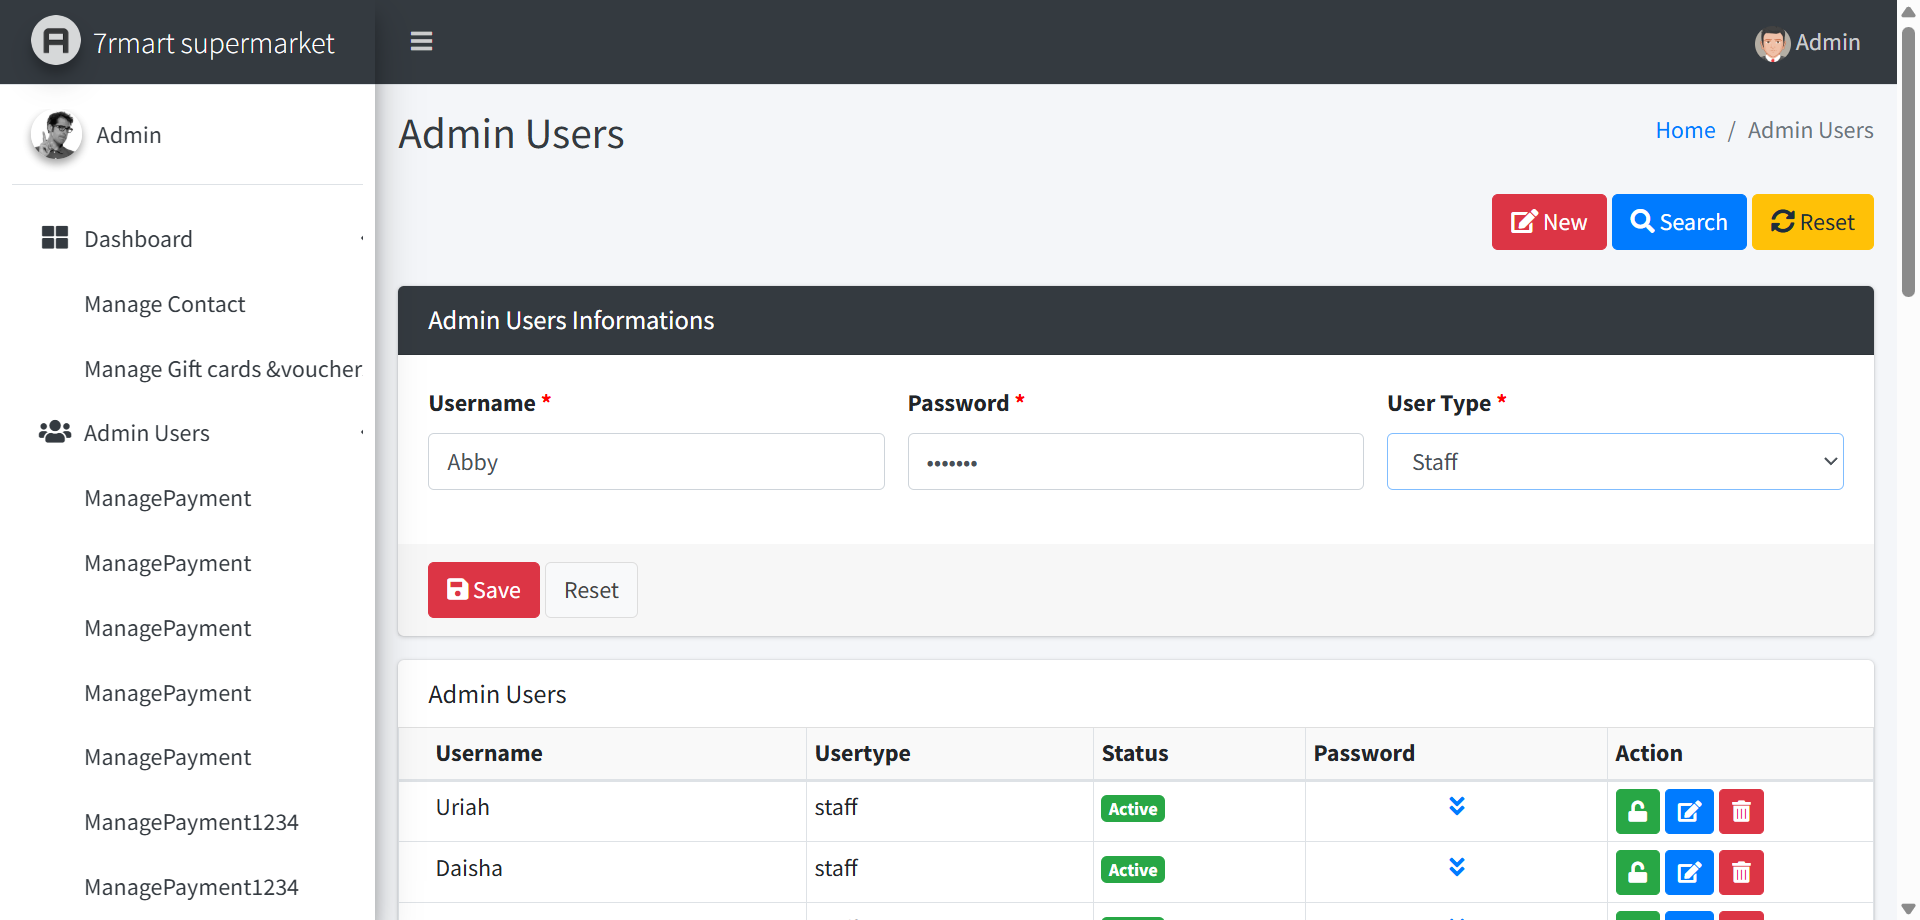 7rmart supermarket
Admin
Admin
Dashboard
Manage Contact
Manage Gift cards &voucher
Admin Users
ManagePayment
ManagePayment
ManagePayment
ManagePayment
ManagePayment
ManagePayment1234
ManagePayment1234
Admin Users
Home / Admin Users
New Search Reset
Admin Users Informations
Username * Password * User Type *
Abby ••••••• Staff
Save Reset
Admin Users
Username Usertype Status Password Action
Uriah staff Active
Daisha staff Active